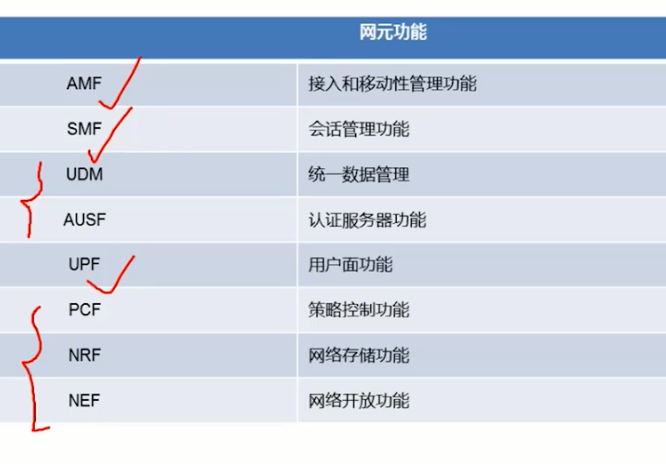 网元功能
AMF 接入和移动性管理功能
SMF 会话管理功能
UDM 统一数据管理
AUSF 认证服务器功能
UPF 用户面功能
PCF 策略控制功能
NRF 网络存储功能
NEF 网络开放功能